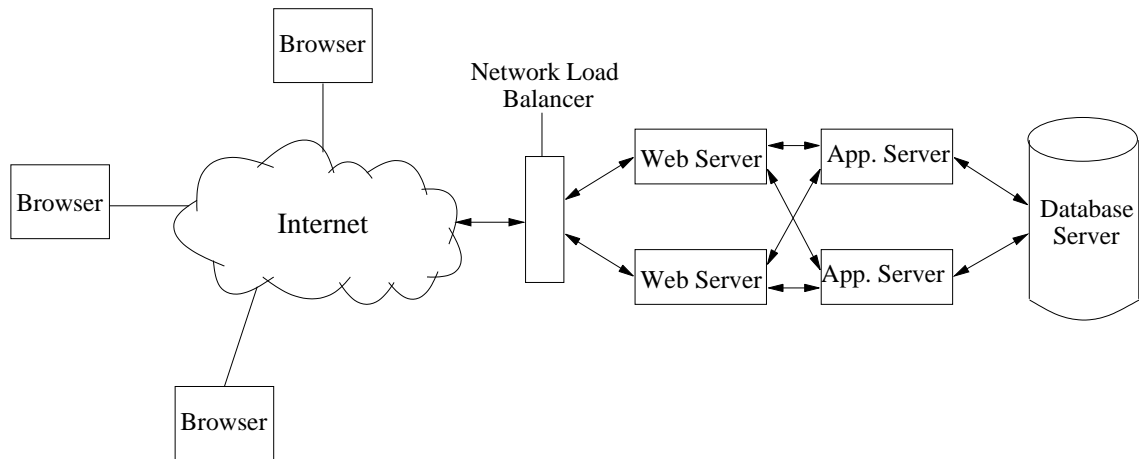 Browser
Network Load
Balancer
Web Server
App. Server
Browser
Internet
Database
Server
Web Server
App. Server
Browser